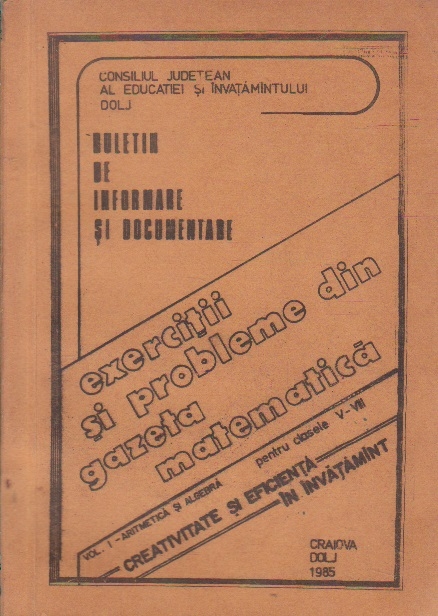 CONSILIUL JUDEȚEAN
AL EDUCAȚIEI ȘI ÎNVĂȚĂMÎNTULUI
DOLJ
BULETIN
DE
INFORMARE
ȘI DOCUMENTARE
exerciții
și probleme din
gazeta
matematică
VOL. I - ARITMETICĂ ȘI ALGEBRĂ pentru clasele V-VIII
CREATIVITATE ȘI EFICIENȚĂ
ÎN ÎNVĂȚĂMÎNT
CRAIOVA
DOLJ
1985